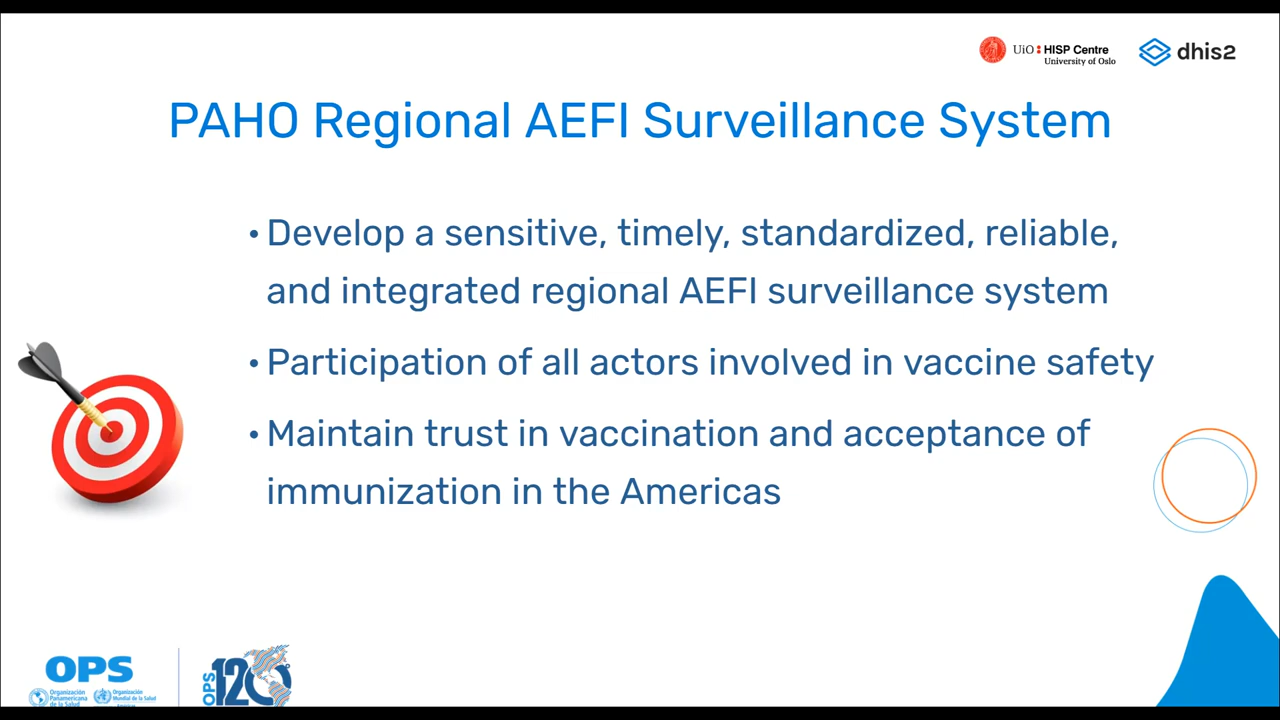 UiO HISP Centre
University of Oslo
dhis2
PAHO Regional AEFI Surveillance System
• Develop a sensitive, timely, standardized, reliable,
and integrated regional AEFI surveillance system
• Participation of all actors involved in vaccine safety
• Maintain trust in vaccination and acceptance of
immunization in the Americas
OPS
Organización
Panamericana
de la Salud
Organización
Mundial de la Salud
OPS
120